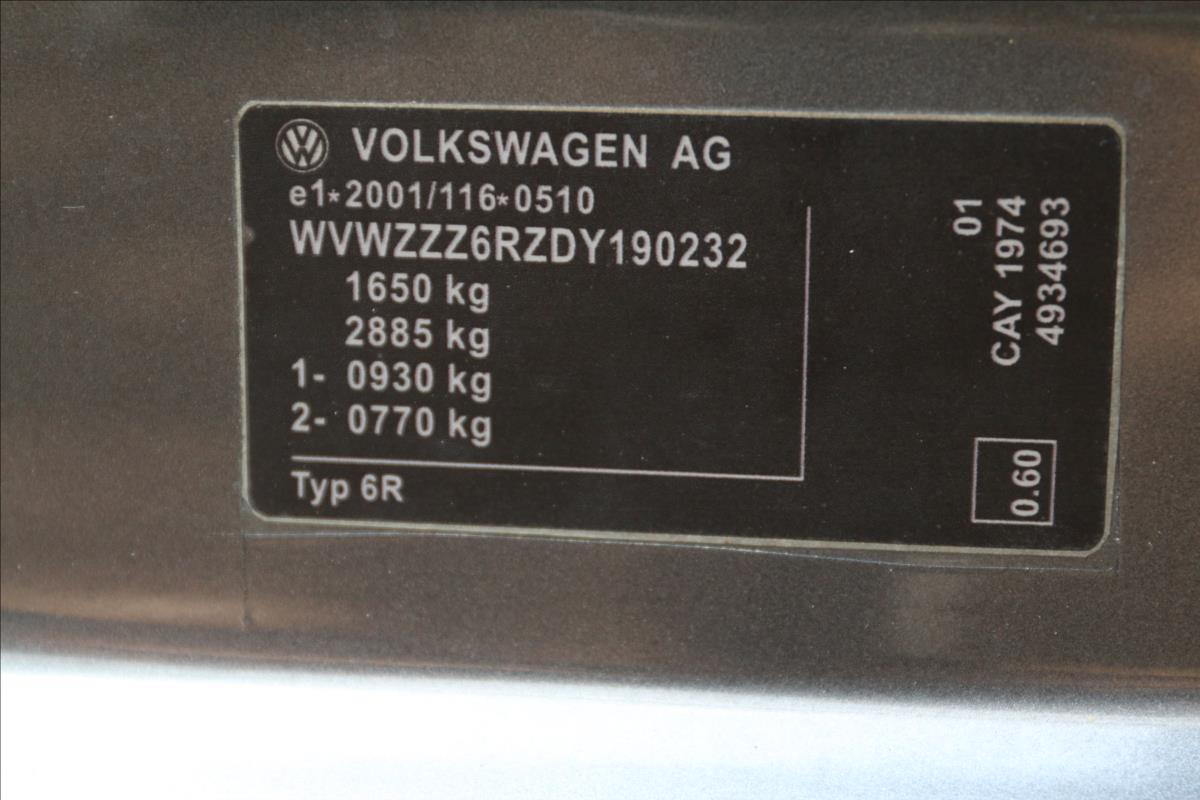 VOLKSWAGEN AG
e1*2001/116*0510
WVWZZZ6RZDY190232
1650 kg
2885 kg
1- 0930 kg
2- 0770 kg
Typ 6R
01
CAY 1974
4934693
0.60